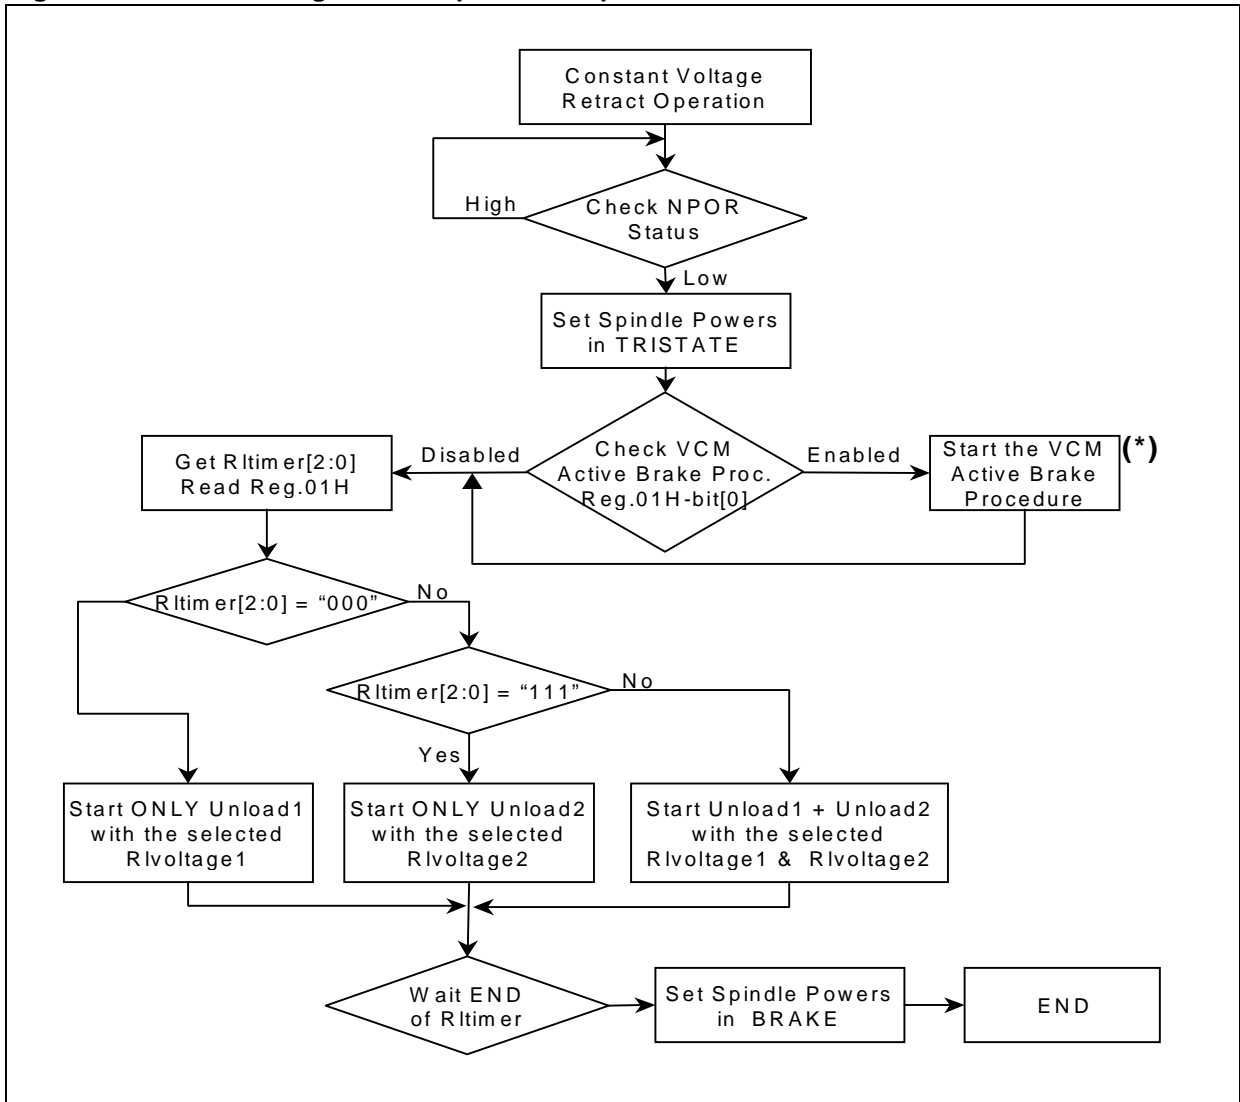 Constant Voltage
Retract Operation
High
Check NPOR
Status
Low
Set Spindle Powers
in TRISTATE
Get Rltimer[2:0]
Read Reg.01H
Disabled
Check VCM
Active Brake Proc.
Reg.01H-bit[0]
Enabled
Start the VCM
Active Brake
Procedure
(*)
Rltimer[2:0] = “000”
No
Rltimer[2:0] = “111”
No
Yes
Start ONLY Unload1
with the selected
Rlvoltage1
Start ONLY Unload2
with the selected
Rlvoltage2
Start Unload1 + Unload2
with the selected
Rlvoltage1 & Rlvoltage2
Wait END
of Rltimer
Set Spindle Powers
in BRAKE
END